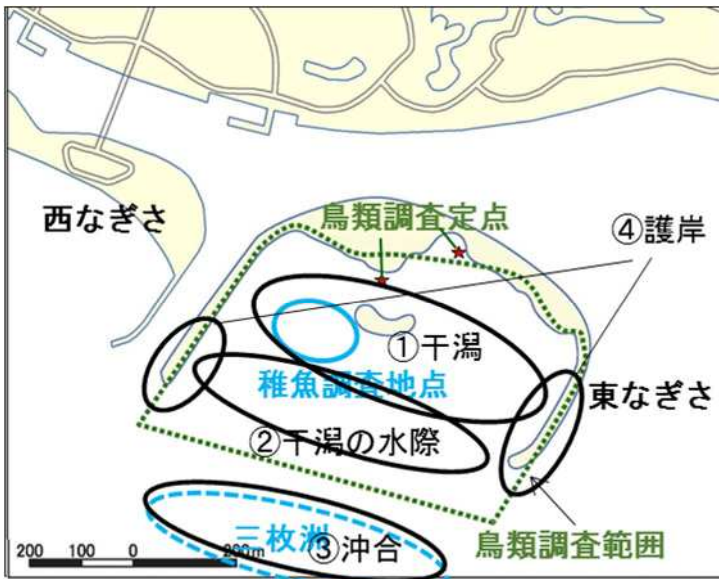 西なぎさ
鳥類調査定点
④護岸
①干潟
稚魚調査地点
東なぎさ
②干潟の水際
三枚洲
③沖合
鳥類調査範囲
200 100 0 200m